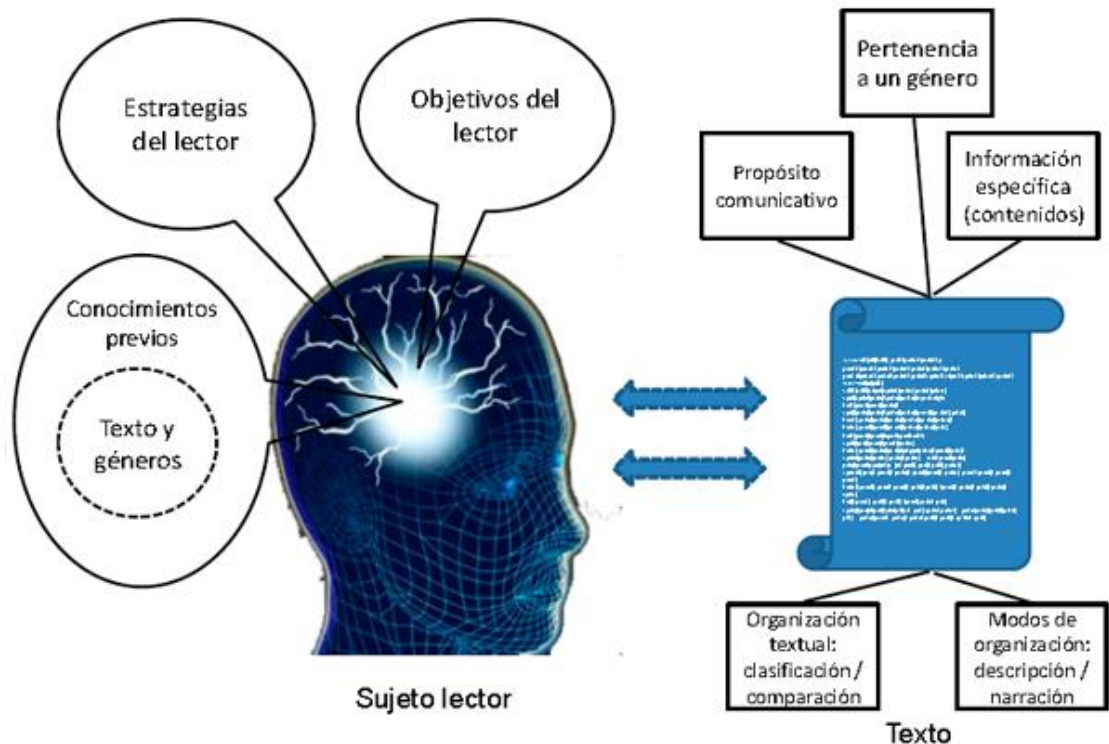 Estrategias
del lector
Objetivos del
lector
Conocimientos
previos
Texto y
géneros
Sujeto lector
Pertenencia
a un género
Propósito
comunicativo
Información
específica
(contenidos)
Organización
textual:
clasificación /
comparación
Modos de
organización:
descripción /
narración
Texto